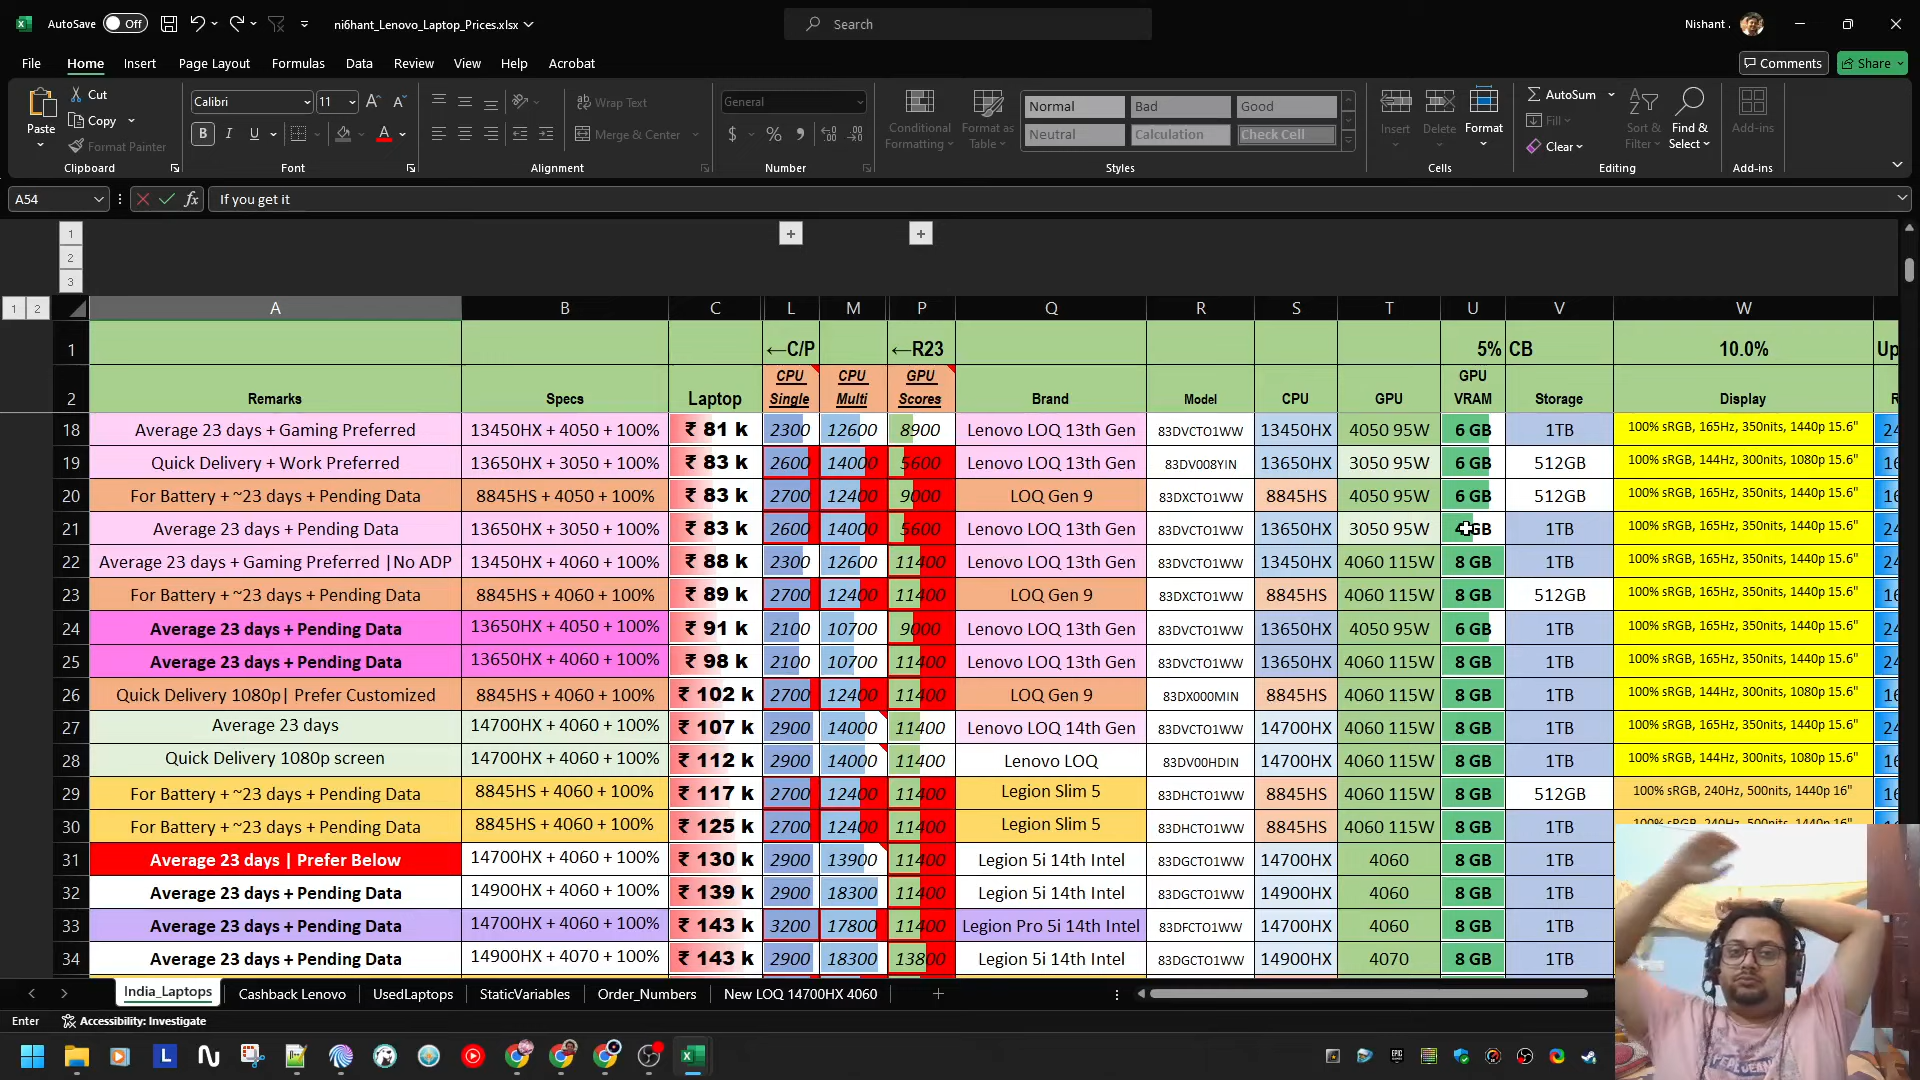 AutoSave Off ni6hant_Lenovo_Laptop_Prices.xlsx Search Nishant .
File Home Insert Page Layout Formulas Data Review View Help Acrobat Comments Share
Paste Cut Copy Format Painter Clipboard
Calibri 11 B I U A Font
Wrap Text Merge & Center Alignment
General $ % Number
Conditional Formatting Format as Table Normal Bad Good Neutral Calculation Check Cell Styles
Insert Delete Format Cells
AutoSum Fill Clear Sort & Filter Find & Select Editing
Add-ins Add-ins
A54 fx If you get it
1
2
3
1 2 A B C L M P Q R S T U V W
1 ←C/P ←R23 5% CB 10.0% Up
2 Remarks Specs Laptop CPU Single CPU Multi GPU Scores Brand Model CPU GPU GPU VRAM Storage Display
18 Average 23 days + Gaming Preferred 13450HX + 4050 + 100% ₹ 81 k 2300 12600 8900 Lenovo LOQ 13th Gen 83DVCTO1WW 13450HX 4050 95W 6 GB 1TB 100% sRGB, 165Hz, 350nits, 1440p 15.6" 24
19 Quick Delivery + Work Preferred 13650HX + 3050 + 100% ₹ 83 k 2600 14000 5600 Lenovo LOQ 13th Gen 83DV008YIN 13650HX 3050 95W 6 GB 512GB 100% sRGB, 144Hz, 300nits, 1080p 15.6" 16
20 For Battery + ~23 days + Pending Data 8845HS + 4050 + 100% ₹ 83 k 2700 12400 9000 LOQ Gen 9 83DXCTO1WW 8845HS 4050 95W 6 GB 512GB 100% sRGB, 165Hz, 350nits, 1440p 15.6" 16
21 Average 23 days + Pending Data 13650HX + 3050 + 100% ₹ 83 k 2600 14000 5600 Lenovo LOQ 13th Gen 83DVCTO1WW 13650HX 3050 95W GB 1TB 100% sRGB, 165Hz, 350nits, 1440p 15.6" 24
22 Average 23 days + Gaming Preferred |No ADP 13450HX + 4060 + 100% ₹ 88 k 2300 12600 11400 Lenovo LOQ 13th Gen 83DVCTO1WW 13450HX 4060 115W 8 GB 1TB 100% sRGB, 165Hz, 350nits, 1440p 15.6" 24
23 For Battery + ~23 days + Pending Data 8845HS + 4060 + 100% ₹ 89 k 2700 12400 11400 LOQ Gen 9 83DXCTO1WW 8845HS 4060 115W 8 GB 512GB 100% sRGB, 165Hz, 350nits, 1440p 15.6" 16
24 Average 23 days + Pending Data 13650HX + 4050 + 100% ₹ 91 k 2100 10700 9000 Lenovo LOQ 13th Gen 83DVCTO1WW 13650HX 4050 95W 6 GB 1TB 100% sRGB, 165Hz, 350nits, 1440p 15.6" 24
25 Average 23 days + Pending Data 13650HX + 4060 + 100% ₹ 98 k 2100 10700 11400 Lenovo LOQ 13th Gen 83DVCTO1WW 13650HX 4060 115W 8 GB 1TB 100% sRGB, 165Hz, 350nits, 1440p 15.6" 24
26 Quick Delivery 1080p| Prefer Customized 8845HS + 4060 + 100% ₹ 102 k 2700 12400 11400 LOQ Gen 9 83DX000MIN 8845HS 4060 115W 8 GB 1TB 100% sRGB, 144Hz, 300nits, 1080p 15.6" 16
27 Average 23 days 14700HX + 4060 + 100% ₹ 107 k 2900 14000 11400 Lenovo LOQ 14th Gen 83DVCTO1WW 14700HX 4060 115W 8 GB 1TB 100% sRGB, 165Hz, 350nits, 1440p 15.6" 24
28 Quick Delivery 1080p screen 14700HX + 4060 + 100% ₹ 112 k 2900 14000 11400 Lenovo LOQ 83DV00HDIN 14700HX 4060 115W 8 GB 1TB 100% sRGB, 144Hz, 300nits, 1080p 15.6" 16
29 For Battery + ~23 days + Pending Data 8845HS + 4060 + 100% ₹ 117 k 2700 12400 11400 Legion Slim 5 83DHCTO1WW 8845HS 4060 115W 8 GB 512GB 100% sRGB, 240Hz, 500nits, 1440p 16" 16
30 For Battery + ~23 days + Pending Data 8845HS + 4060 + 100% ₹ 125 k 2700 12400 11400 Legion Slim 5 83DHCTO1WW 8845HS 4060 115W 8 GB 1TB
31 Average 23 days | Prefer Below 14700HX + 4060 + 100% ₹ 130 k 2900 13900 11400 Legion 5i 14th Intel 83DGCTO1WW 14700HX 4060 8 GB 1TB
32 Average 23 days + Pending Data 14900HX + 4060 + 100% ₹ 139 k 2900 18300 11400 Legion 5i 14th Intel 83DGCTO1WW 14900HX 4060 8 GB 1TB
33 Average 23 days + Pending Data 14700HX + 4060 + 100% ₹ 143 k 3200 17800 11400 Legion Pro 5i 14th Intel 83DFCTO1WW 14700HX 4060 8 GB 1TB
34 Average 23 days + Pending Data 14900HX + 4070 + 100% ₹ 143 k 2900 18300 13800 Legion 5i 14th Intel 83DGCTO1WW 14900HX 4070 8 GB 1TB
India_Laptops Cashback Lenovo UsedLaptops StaticVariables Order_Numbers New LOQ 14700HX 4060
Enter Accessibility: Investigate